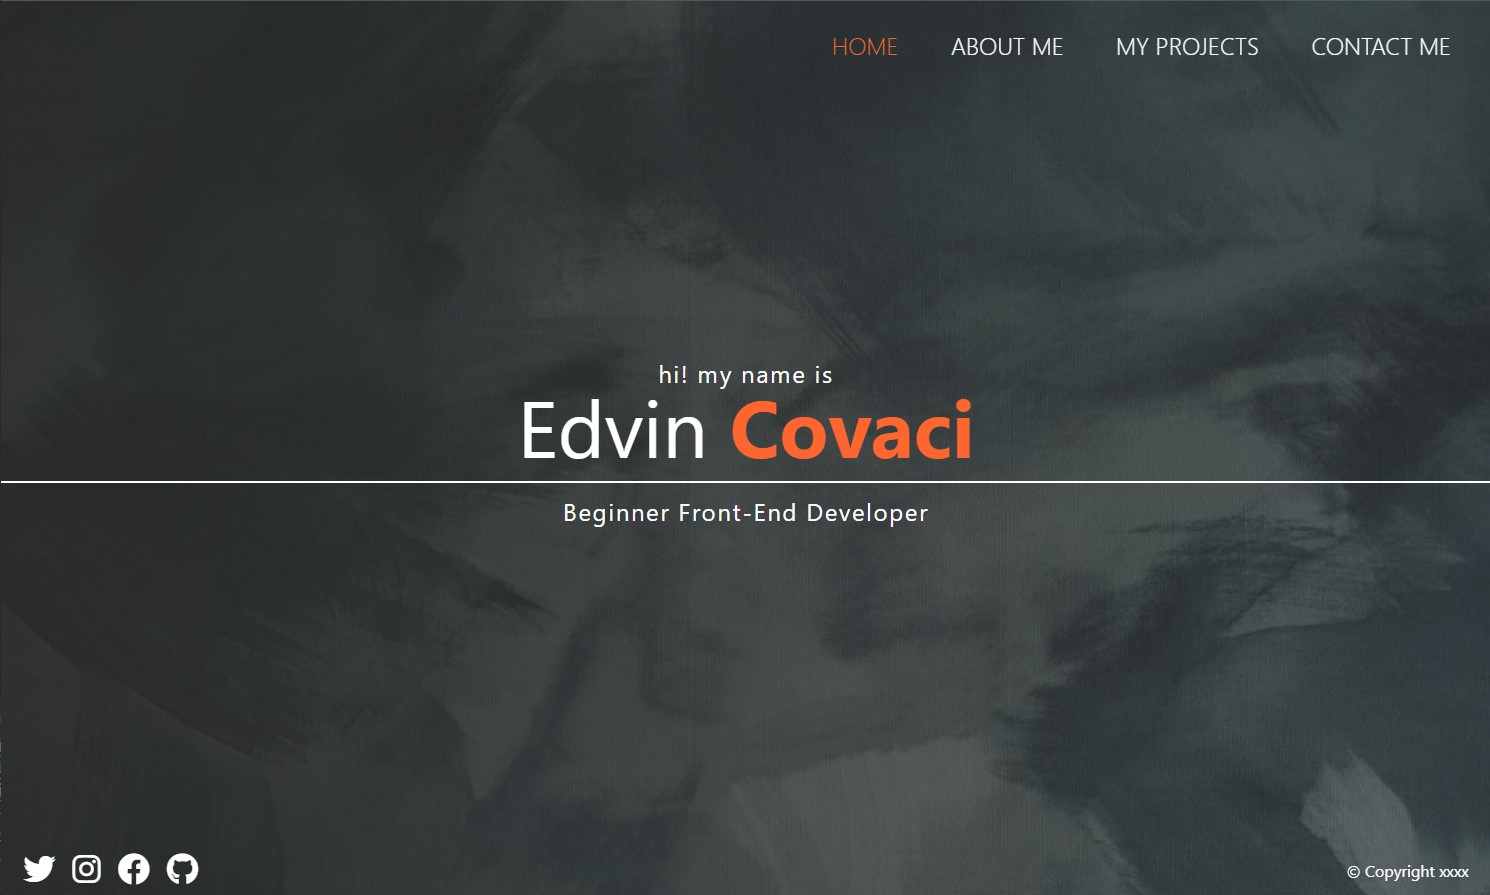 HOME ABOUT ME MY PROJECTS CONTACT ME
hi! my name is
Edvin Covaci
Beginner Front-End Developer
© Copyright xxxx